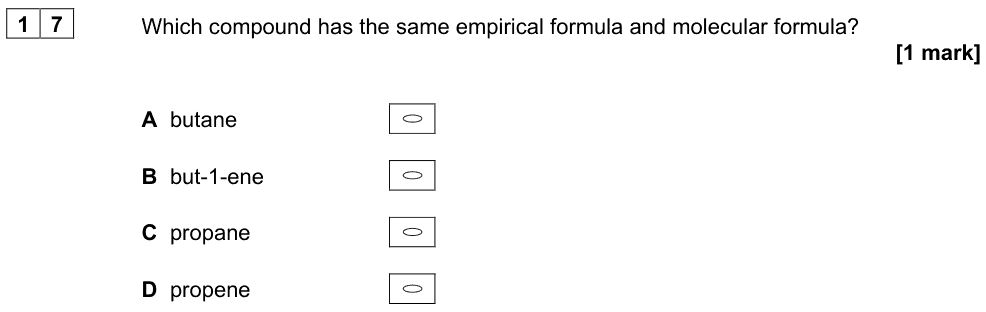 1 7 Which compound has the same empirical formula and molecular formula?
[1 mark]
A butane
B but-1-ene
C propane
D propene